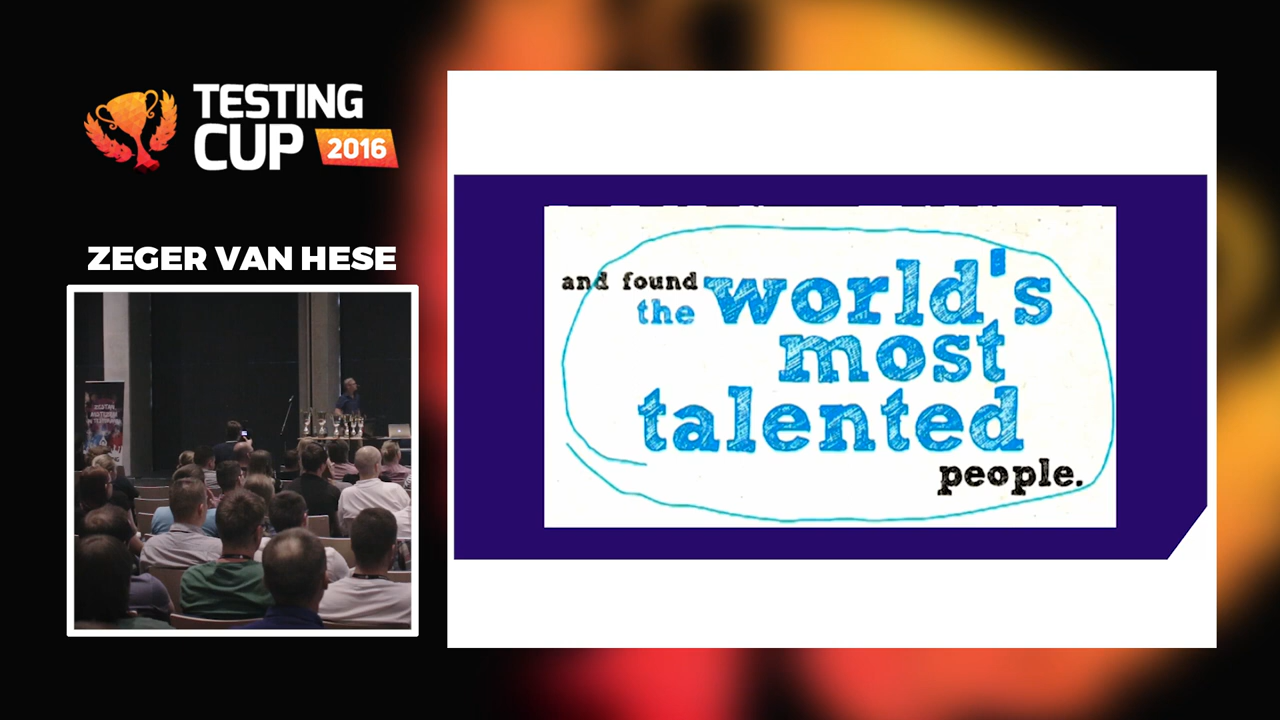 TESTING
CUP 2016
ZEGER VAN HESE
and found
the world's
most
talented
people.